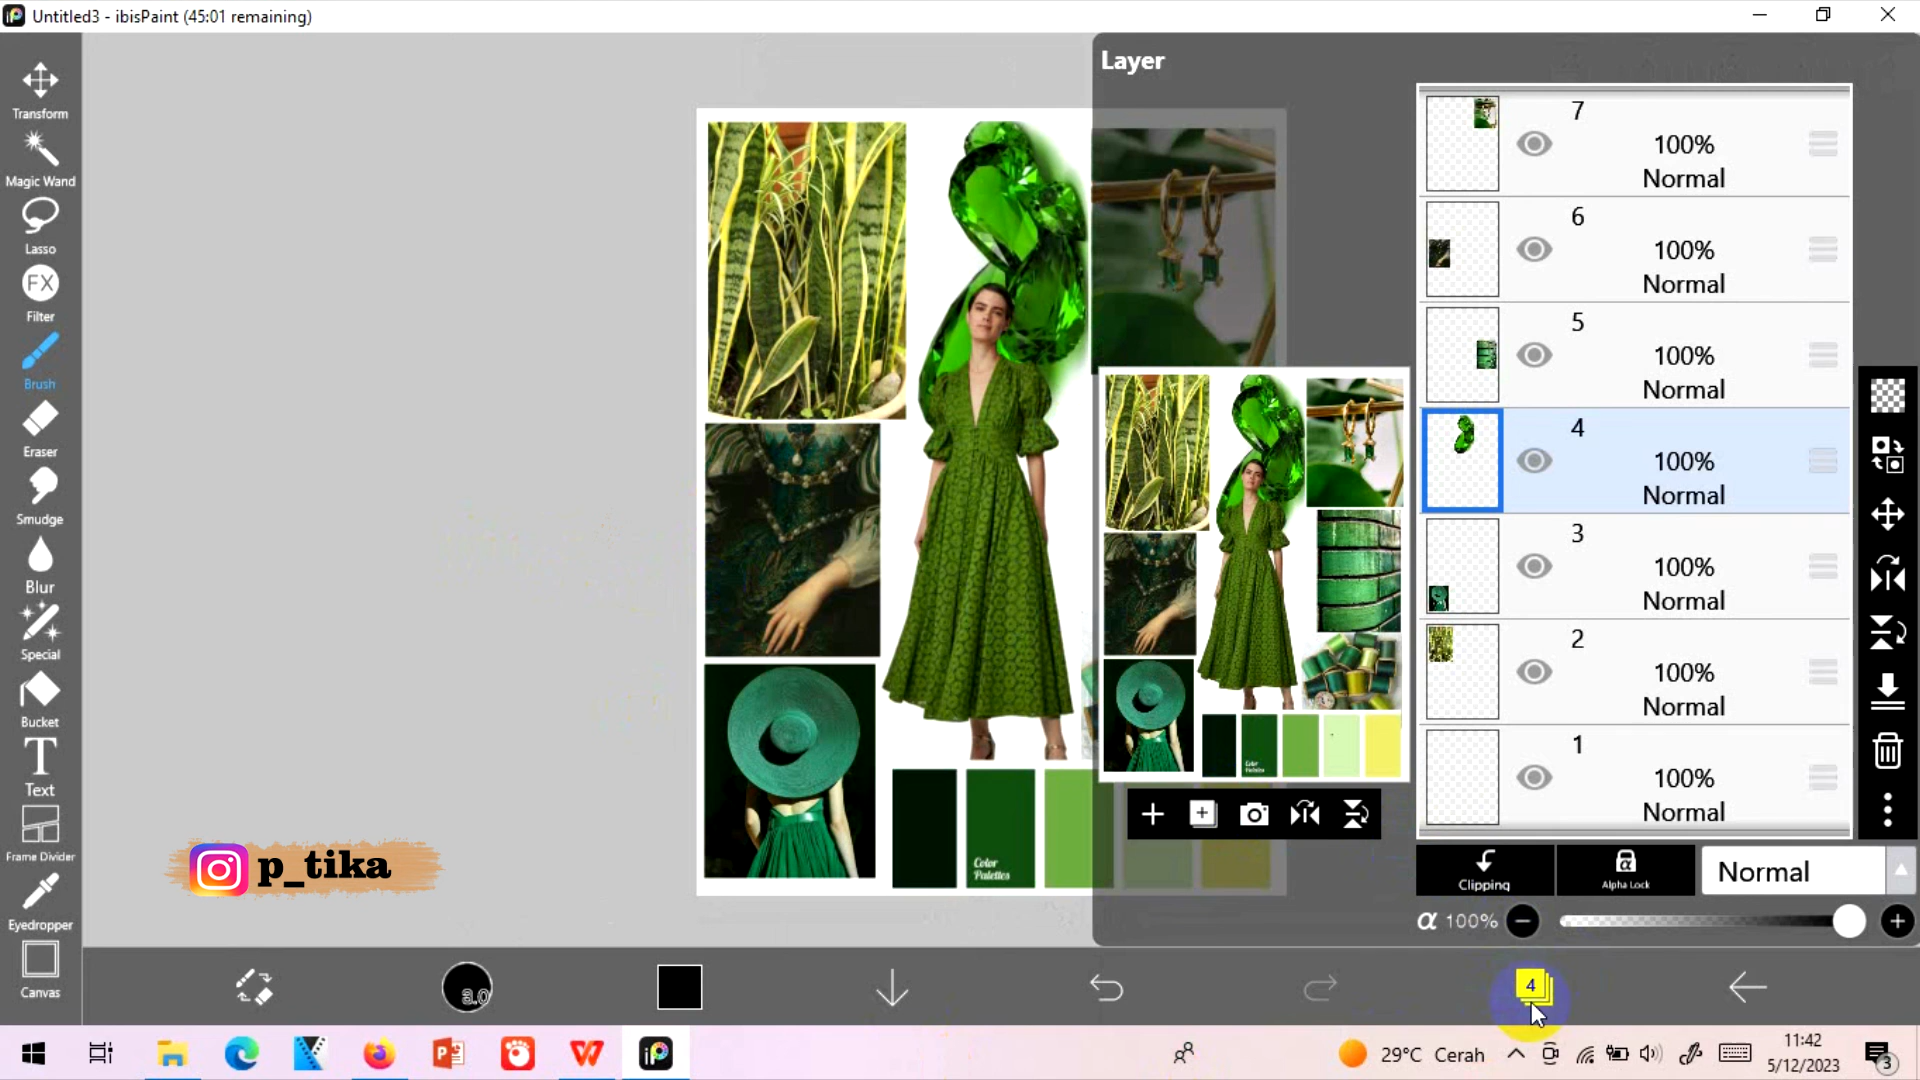 Untitled3 - ibisPaint (45:01 remaining)
Layer
Transform
Magic Wand
Lasso
FX
Filter
Brush
Eraser
Smudge
Blur
Special
Bucket
T
Text
Frame Divider
Eyedropper
Canvas
7
100%
Normal
6
100%
Normal
5
100%
Normal
4
100%
Normal
3
100%
Normal
2
100%
Normal
1
100%
Normal
Color
Palettes
Color
Palettes
p_tika
Clipping
Alpha Lock
Normal
α 100%
3.0
4
29°C Cerah
11:42
5/12/2023
3